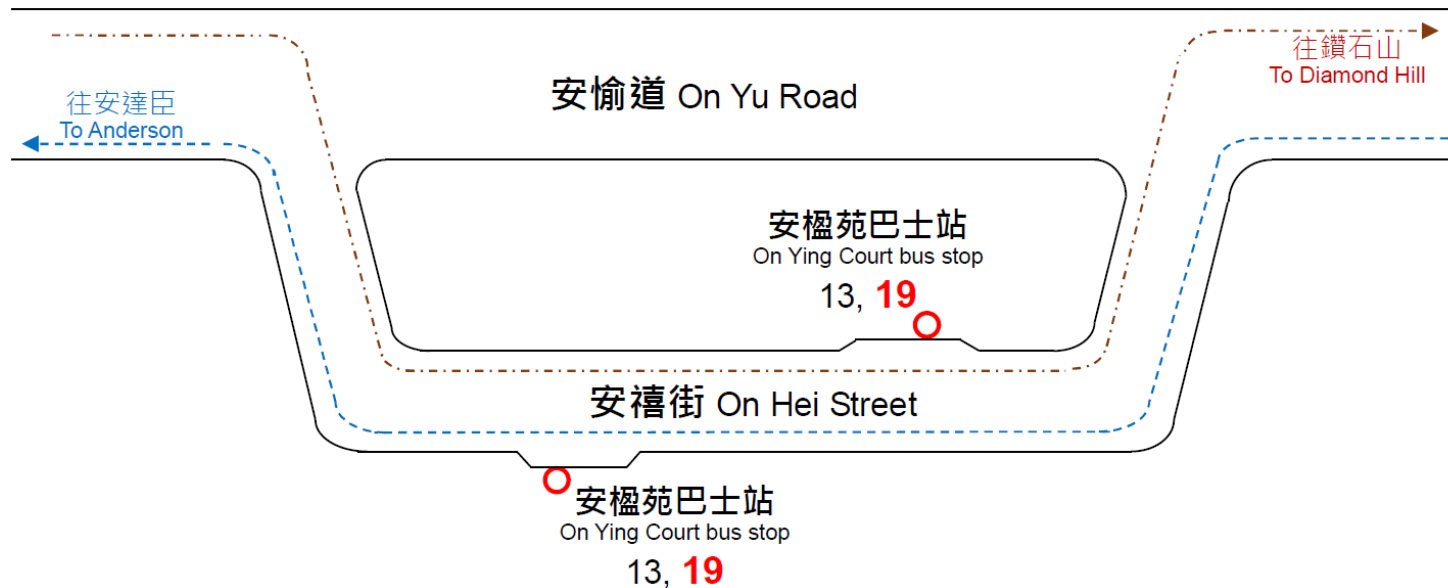 往鑽石山
To Diamond Hill
往安達臣
To Anderson
安愉道 On Yu Road
安楹苑巴士站
On Ying Court bus stop
13, 19
安禧街 On Hei Street
安楹苑巴士站
On Ying Court bus stop
13, 19